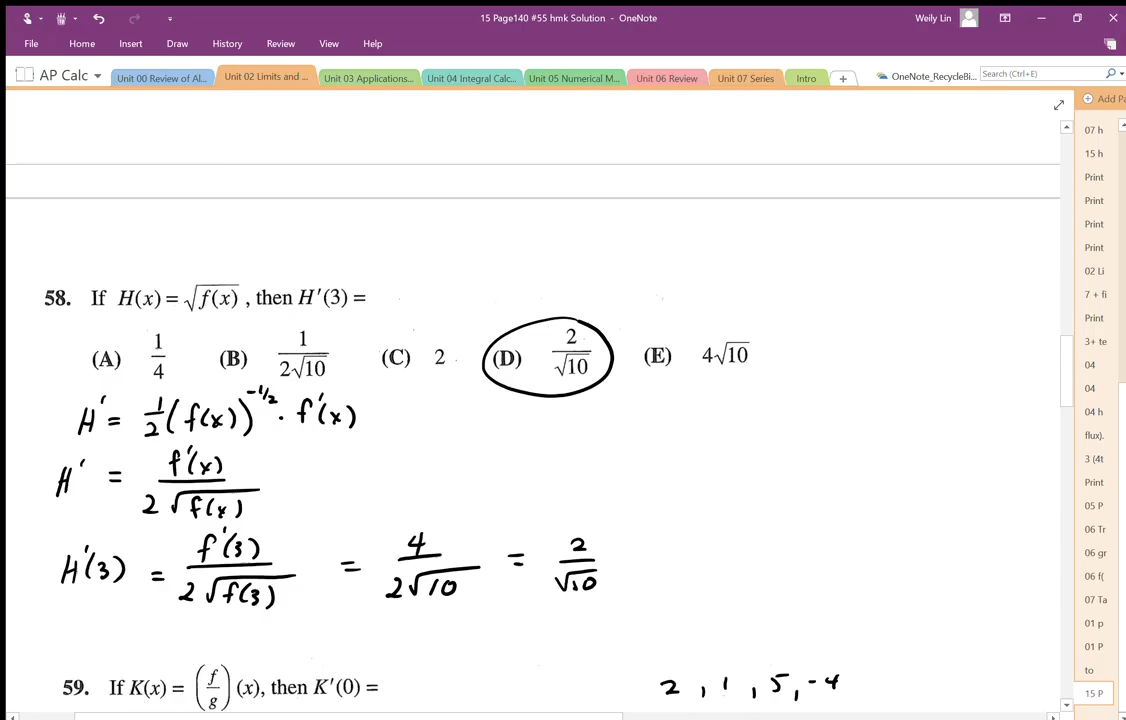 15 Page140 #55 hmk Solution - OneNote
Weily Lin
File Home Insert Draw History Review View Help
AP Calc
Unit 00 Review of Al...
Unit 02 Limits and ...
Unit 03 Applications...
Unit 04 Integral Calc...
Unit 05 Numerical M...
Unit 06 Review
Unit 07 Series
Intro
OneNote_RecycleBi...
Search (Ctrl+E)
Add Pa
07 h
15 h
Print
Print
Print
Print
02 Li
7 + fi
Print
3+ te
04
04
04 h
flux).
3 (4t
Print
05 P
06 Tr
06 gr
06 f(
07 Ta
01 p
01 P
to
15 P
58. If H(x) = √f(x) , then H′(3) =
(A) 1/4 (B) 1/2√10 (C) 2 (D) 2/√10 (E) 4√10
H′ = 1/2 (f(x))^-1/2 · f′(x)
H′ = f′(x)/2√f(x)
H′(3) = f′(3)/2√f(3) = 4/2√10 = 2/√10
59. If K(x) = (f/g)(x), then K′(0) =
2 , 1 , 5, -4